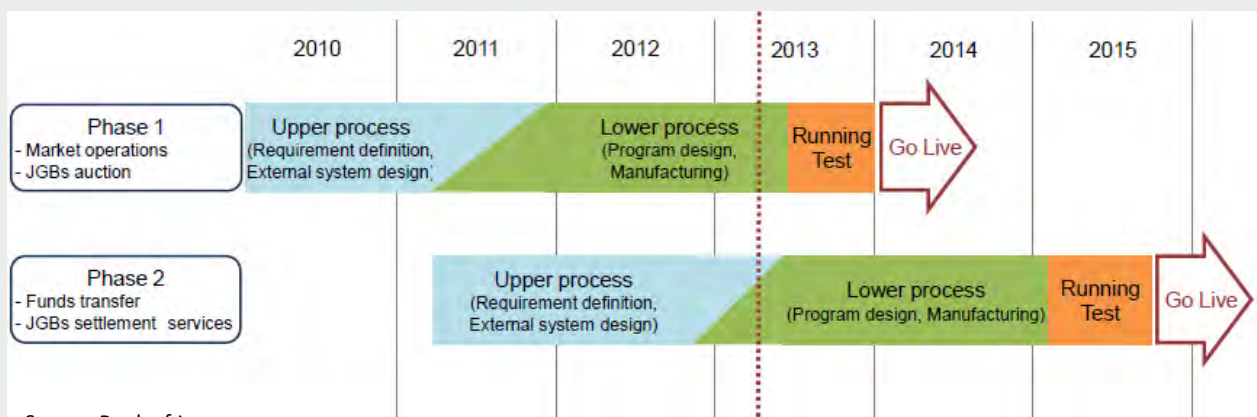 2010 2011 2012 2013 2014 2015
Phase 1
- Market operations
- JGBs auction
Upper process
(Requirement definition,
External system design)
Lower process
(Program design,
Manufacturing)
Running
Test
Go Live
Phase 2
- Funds transfer
- JGBs settlement services
Upper process
(Requirement definition,
External system design)
Lower process
(Program design, Manufacturing)
Running
Test
Go Live